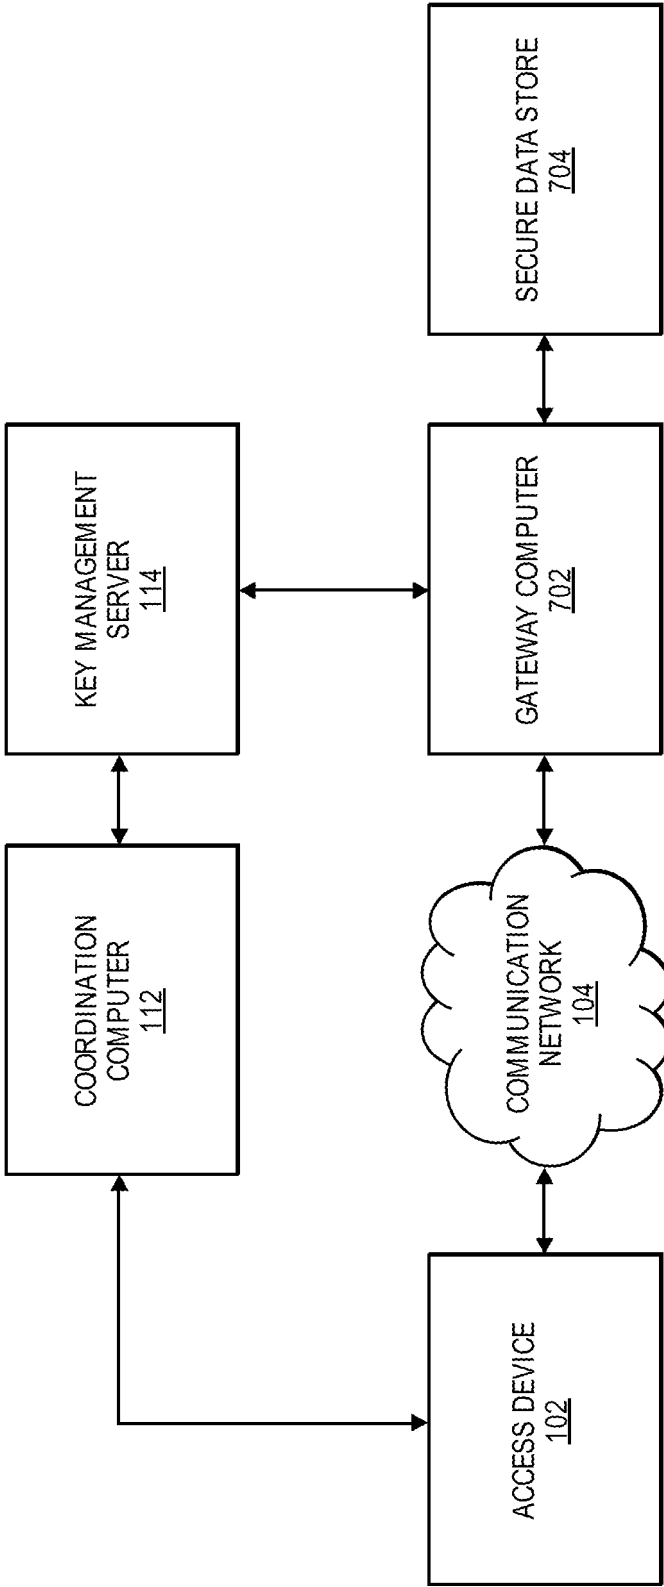 COORDINATION
COMPUTER
112
KEY MANAGEMENT
SERVER
114
ACCESS DEVICE
102
COMMUNICATION
NETWORK
104
GATEWAY COMPUTER
702
SECURE DATA STORE
704